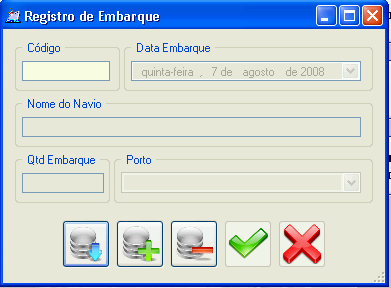 Registro de Embarque
Código
Data Embarque
quinta-feira , 7 de agosto de 2008
Nome do Navio
Qtd Embarque
Porto